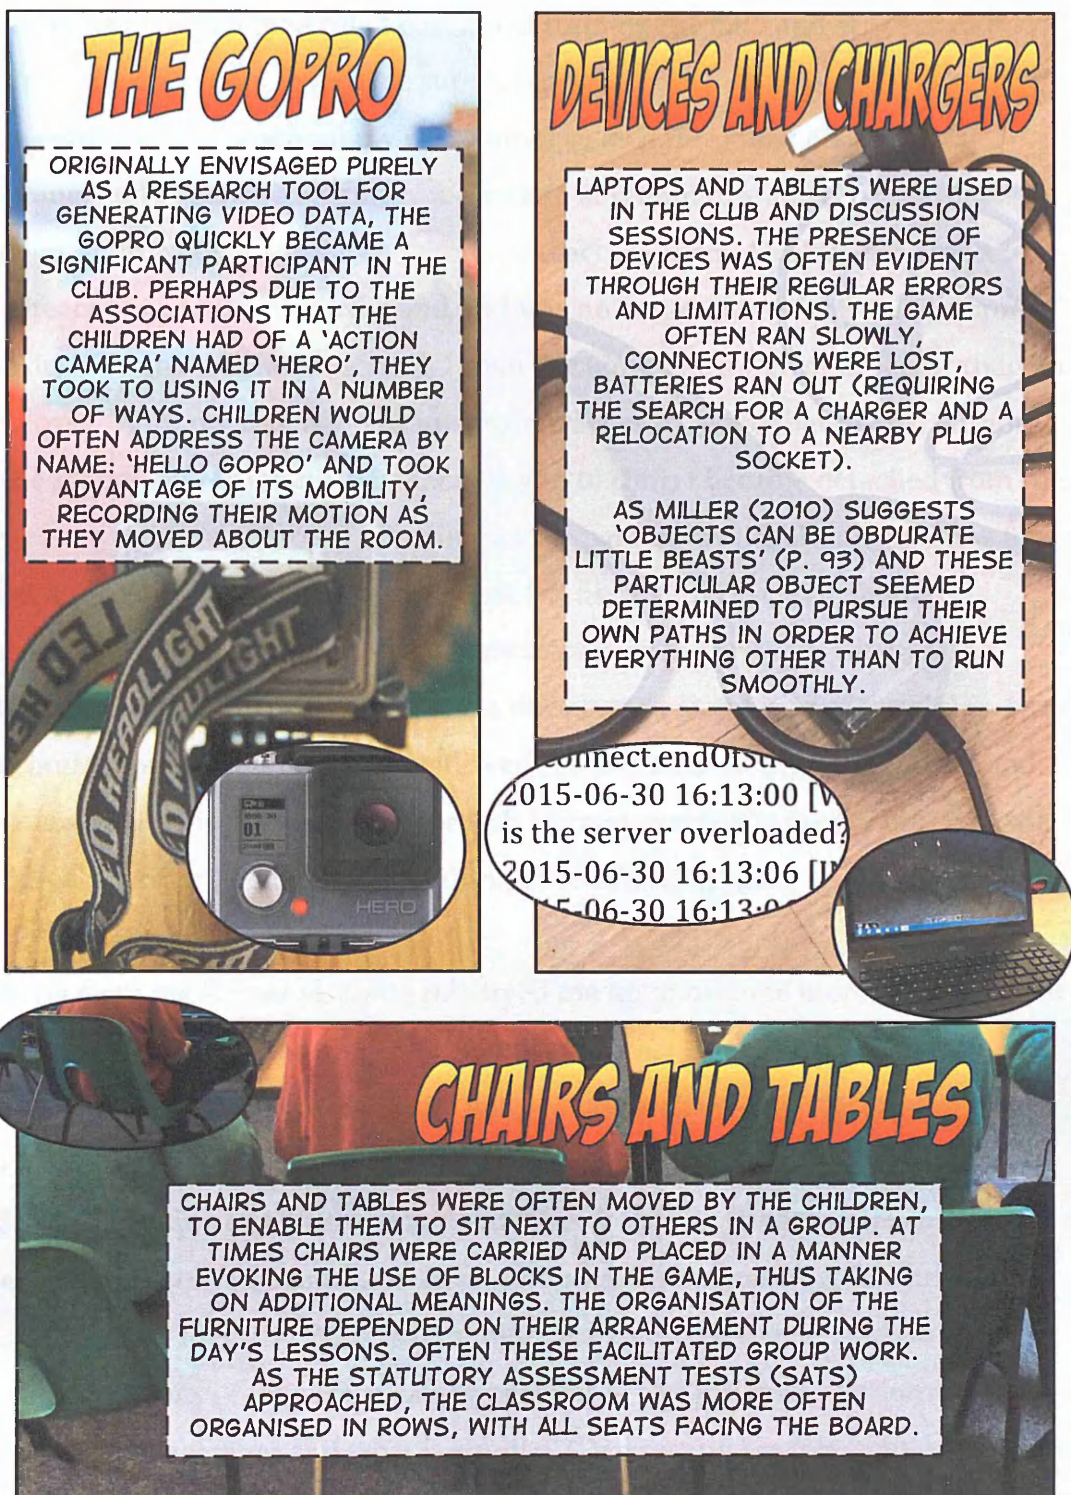 THE GOPRO
ORIGINALLY ENVISAGED PURELY
AS A RESEARCH TOOL FOR
GENERATING VIDEO DATA, THE
GOPRO QUICKLY BECAME A
SIGNIFICANT PARTICIPANT IN THE
CLUB. PERHAPS DUE TO THE
ASSOCIATIONS THAT THE
CHILDREN HAD OF A 'ACTION
CAMERA' NAMED 'HERO', THEY
TOOK TO USING IT IN A NUMBER
OF WAYS. CHILDREN WOULD
OFTEN ADDRESS THE CAMERA BY
NAME: 'HELLO GOPRO' AND TOOK
ADVANTAGE OF ITS MOBILITY,
RECORDING THEIR MOTION AS
THEY MOVED ABOUT THE ROOM.
LED HE
ED HEADLIGHT
D HEADLIGHT
01
HERO
DEVICES AND CHARGERS
LAPTOPS AND TABLETS WERE USED
IN THE CLUB AND DISCUSSION
SESSIONS. THE PRESENCE OF
DEVICES WAS OFTEN EVIDENT
THROUGH THEIR REGULAR ERRORS
AND LIMITATIONS. THE GAME
OFTEN RAN SLOWLY,
CONNECTIONS WERE LOST,
BATTERIES RAN OUT (REQUIRING
THE SEARCH FOR A CHARGER AND A
RELOCATION TO A NEARBY PLUG
SOCKET).
AS MILLER (2010) SUGGESTS
'OBJECTS CAN BE OBDURATE
LITTLE BEASTS' (P. 93) AND THESE
PARTICULAR OBJECT SEEMED
DETERMINED TO PURSUE THEIR
OWN PATHS IN ORDER TO ACHIEVE
EVERYTHING OTHER THAN TO RUN
SMOOTHLY.
connect.endOfStr
2015-06-30 16:13:00 [W
is the server overloaded?
2015-06-30 16:13:06 [IN
15-06-30 16:13:0
CHAIRS AND TABLES
CHAIRS AND TABLES WERE OFTEN MOVED BY THE CHILDREN,
TO ENABLE THEM TO SIT NEXT TO OTHERS IN A GROUP. AT
TIMES CHAIRS WERE CARRIED AND PLACED IN A MANNER
EVOKING THE USE OF BLOCKS IN THE GAME, THUS TAKING
ON ADDITIONAL MEANINGS. THE ORGANISATION OF THE
FURNITURE DEPENDED ON THEIR ARRANGEMENT DURING THE
DAY'S LESSONS. OFTEN THESE FACILITATED GROUP WORK.
AS THE STATUTORY ASSESSMENT TESTS (SATS)
APPROACHED, THE CLASSROOM WAS MORE OFTEN
ORGANISED IN ROWS, WITH ALL SEATS FACING THE BOARD.